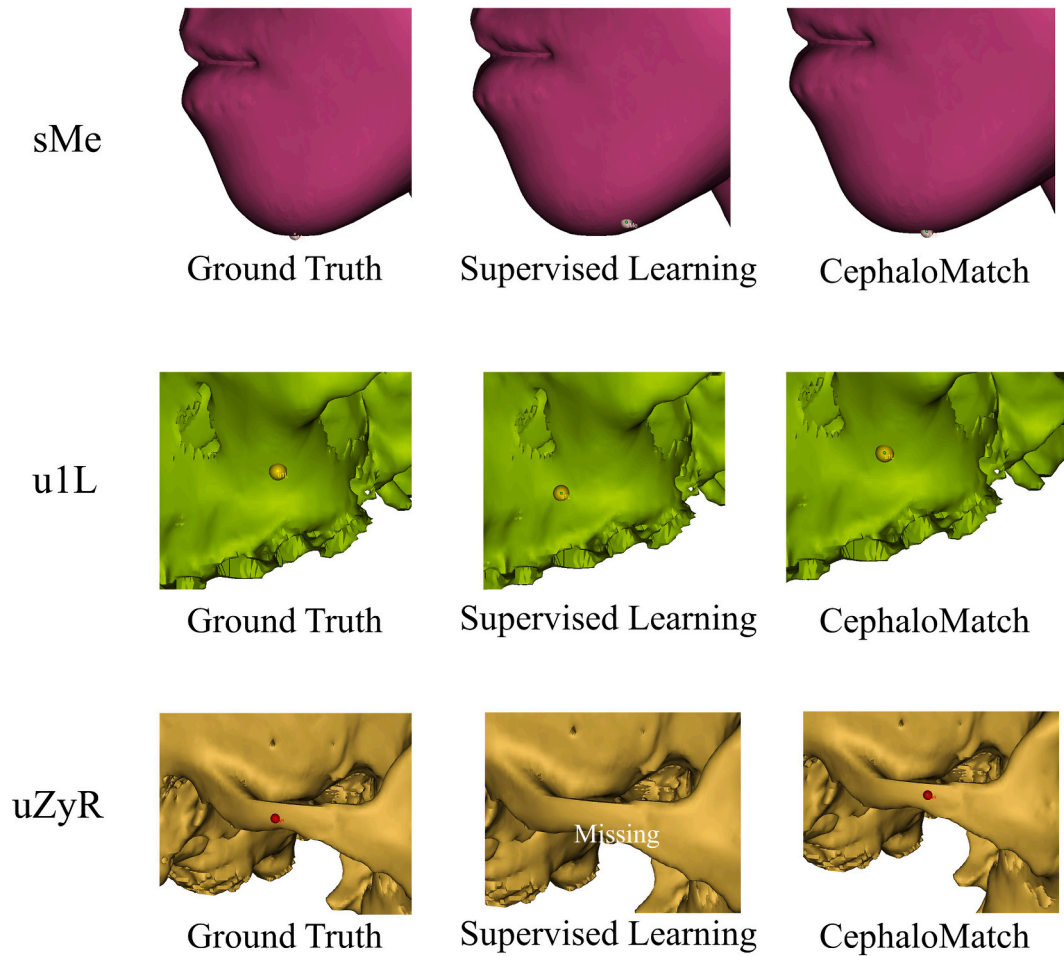 sMe
Ground Truth
Supervised Learning
CephaloMatch
u1L
Ground Truth
Supervised Learning
CephaloMatch
uZyR
Missing
Ground Truth
Supervised Learning
CephaloMatch